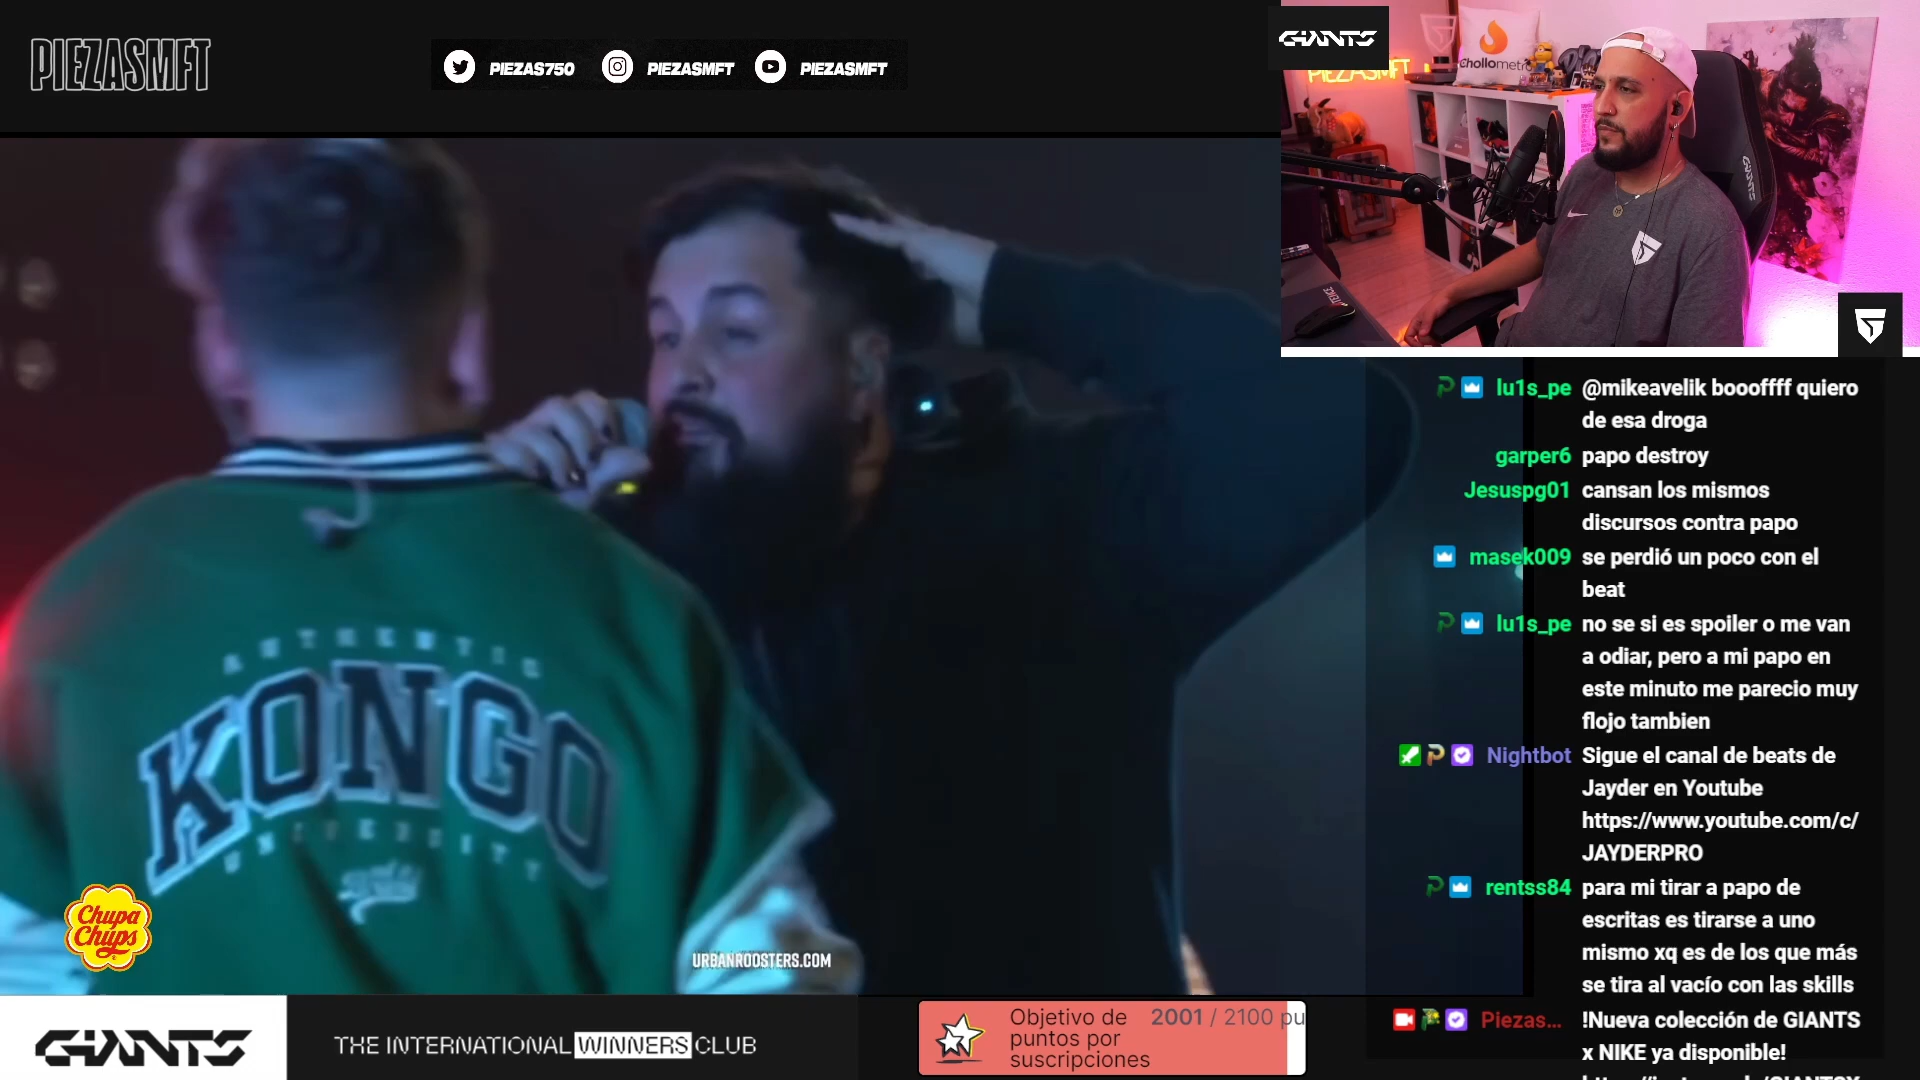 PIEZASMFT
PIEZAS750 PIEZASMFT PIEZASMFT
GIANTS
PIEZASMFT
Chollometro
lu1s_pe @mikeavelik boooffff quiero
de esa droga
garper6 papo destroy
Jesuspg01 cansan los mismos
discursos contra papo
masek009 se perdió un poco con el
beat
lu1s_pe no se si es spoiler o me van
a odiar, pero a mi papo en
este minuto me parecio muy
flojo tambien
Nightbot Sigue el canal de beats de
Jayder en Youtube
https://www.youtube.com/c/
JAYDERPRO
rentss84 para mi tirar a papo de
escritas es tirarse a uno
mismo xq es de los que más
se tira al vacío con las skills
Piezas... !Nueva colección de GIANTS
x NIKE ya disponible!
AUTHENTIC
KONGO
UNIVERSITY
Chupa
Chups
URBANROOSTERS.COM
GIANTS
THE INTERNATIONAL WINNERS CLUB
Objetivo de
puntos por
suscripciones
2001 / 2100 pu